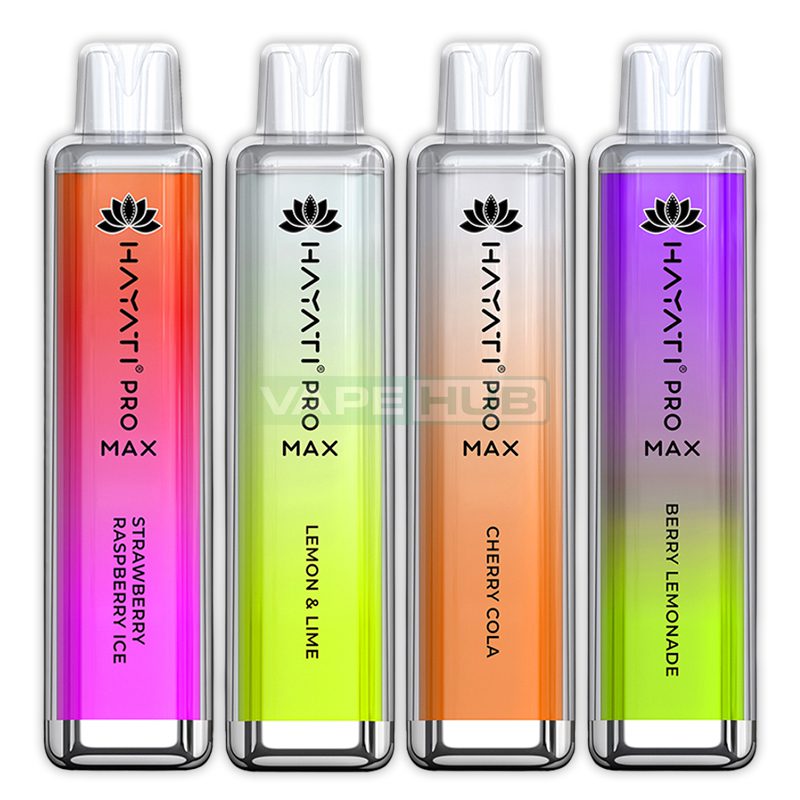 HAYATI® PRO
MAX
STRAWBERRY
RASPBERRY ICE
HAYATI® PRO
MAX
LEMON & LIME
HAYATI® PRO
MAX
CHERRY COLA
HAYATI® PRO
MAX
BERRY LEMONADE
VAPE HUB